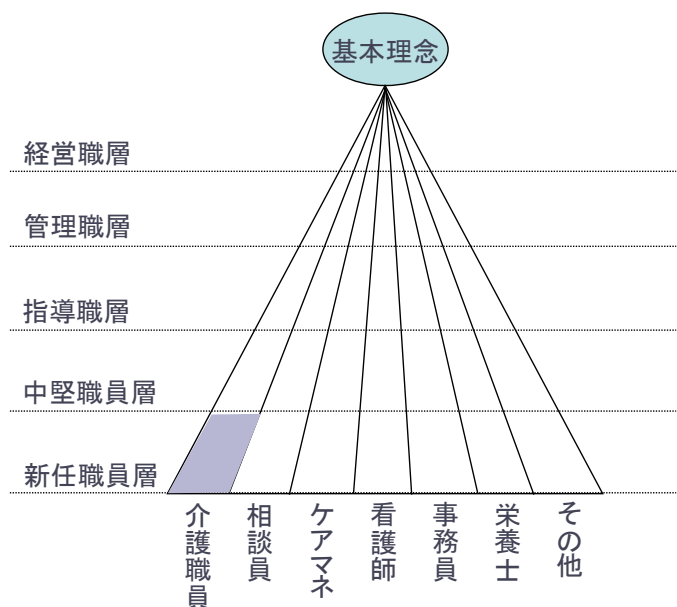 基本理念
経営職層
管理職層
指導職層
中堅職員層
新任職員層
介護職員
相談員
ケアマネ
看護師
事務員
栄養士
その他